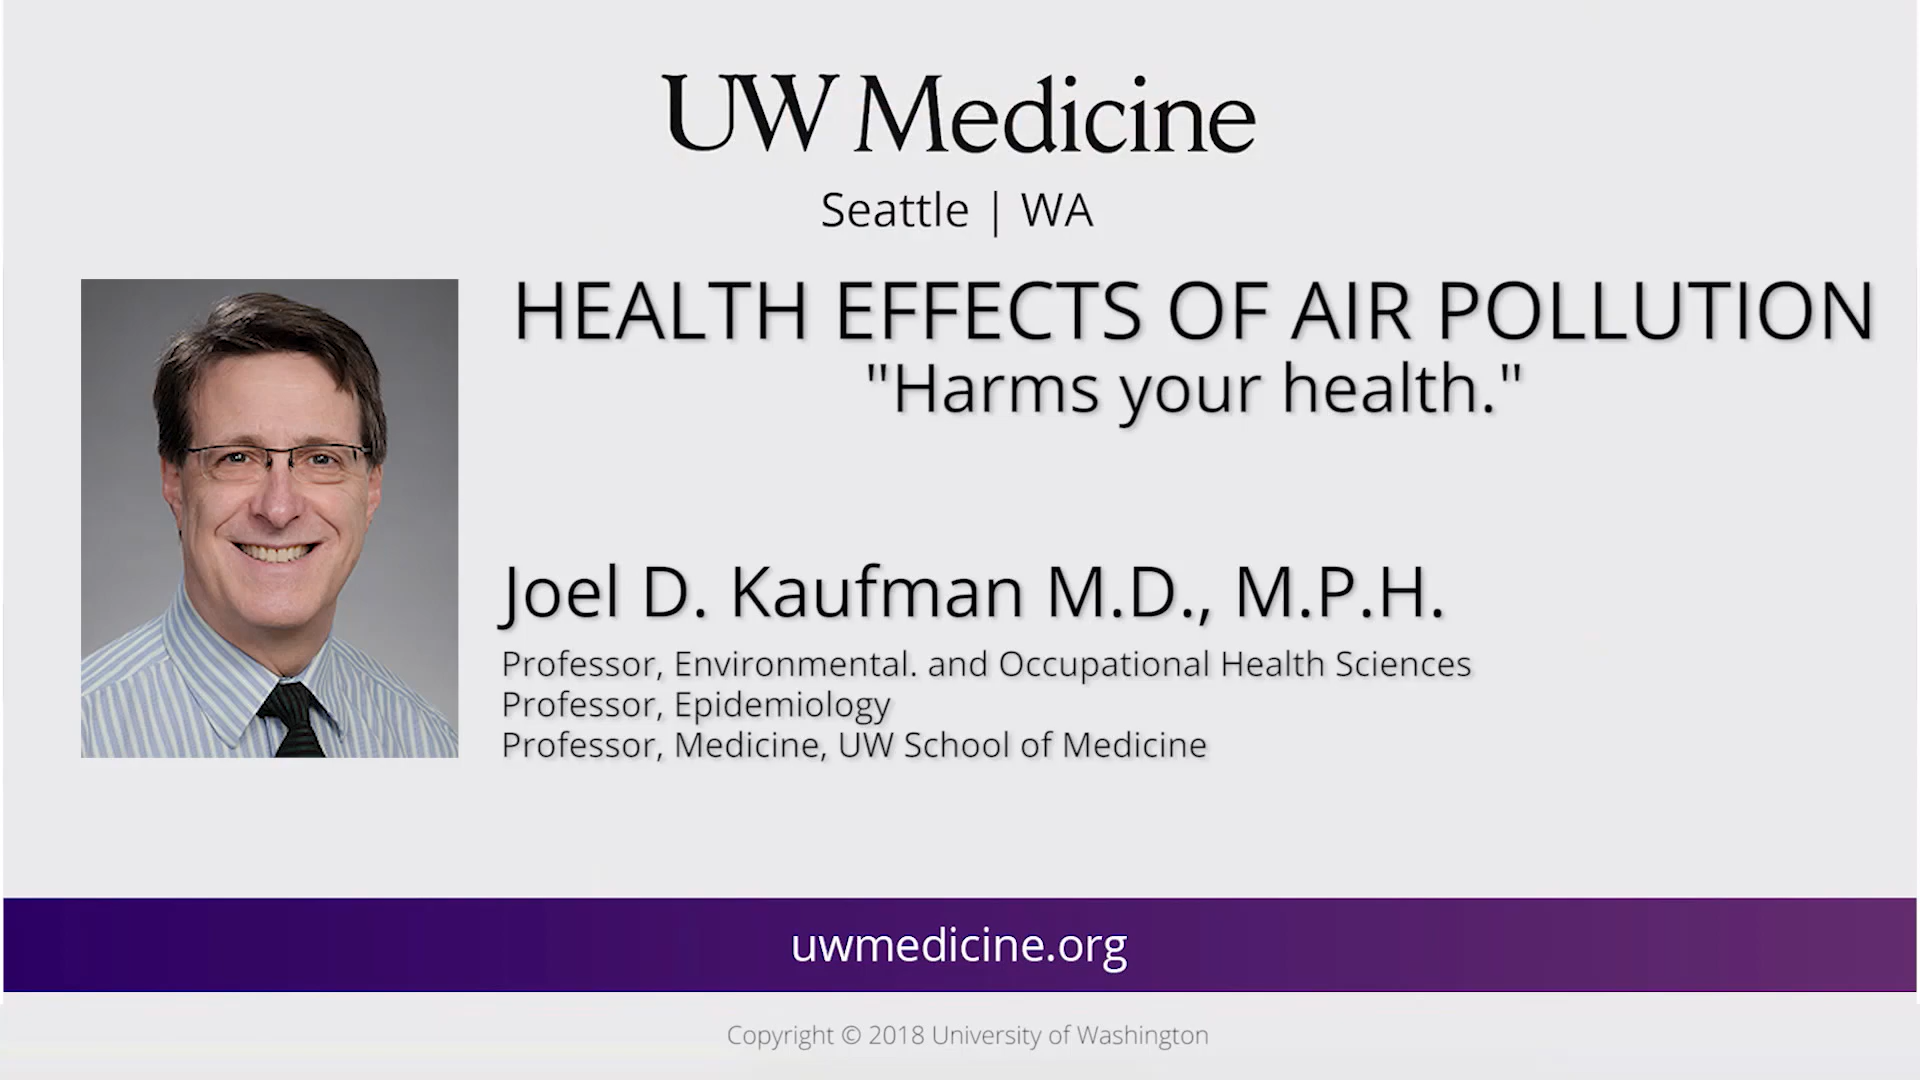 UW Medicine
Seattle | WA
HEALTH EFFECTS OF AIR POLLUTION
"Harms your health."
Joel D. Kaufman M.D., M.P.H.
Professor, Environmental. and Occupational Health Sciences
Professor, Epidemiology
Professor, Medicine, UW School of Medicine
uwmedicine.org
Copyright © 2018 University of Washington